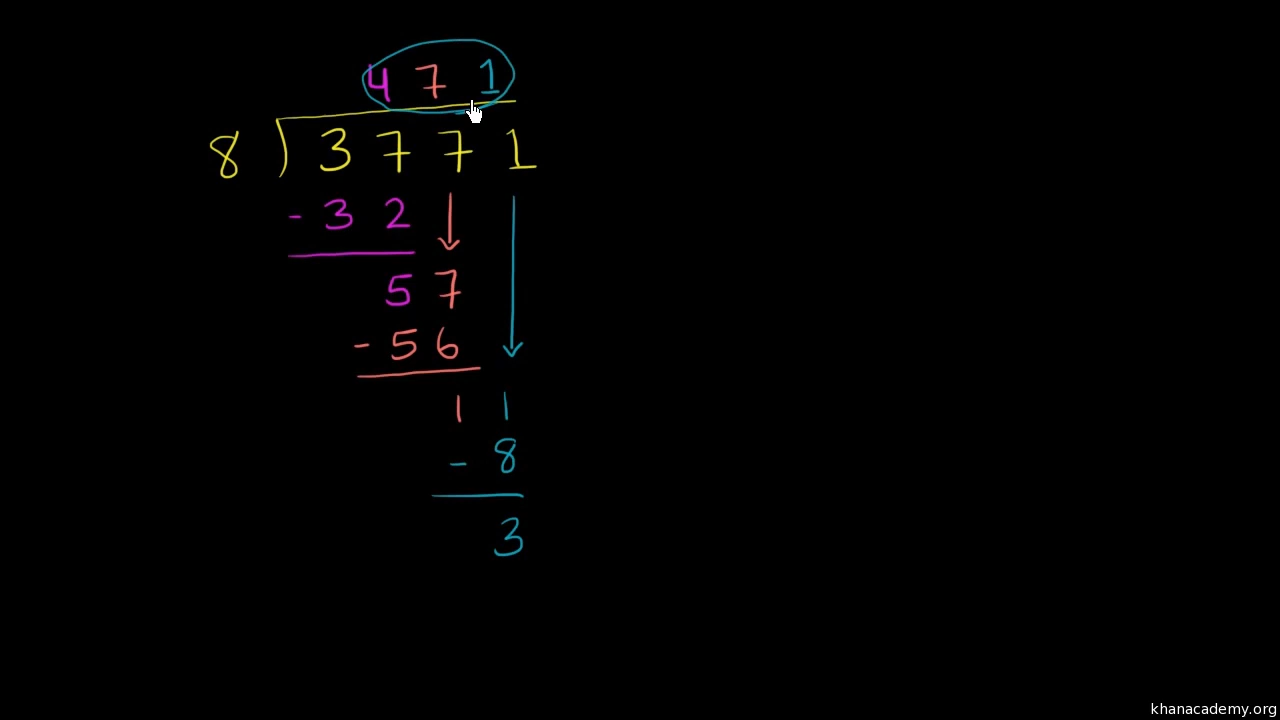 4 7 1
8 ) 3 7 7 1
- 3 2
5 7
- 5 6
1 1
- 8
3
khanacademy.org